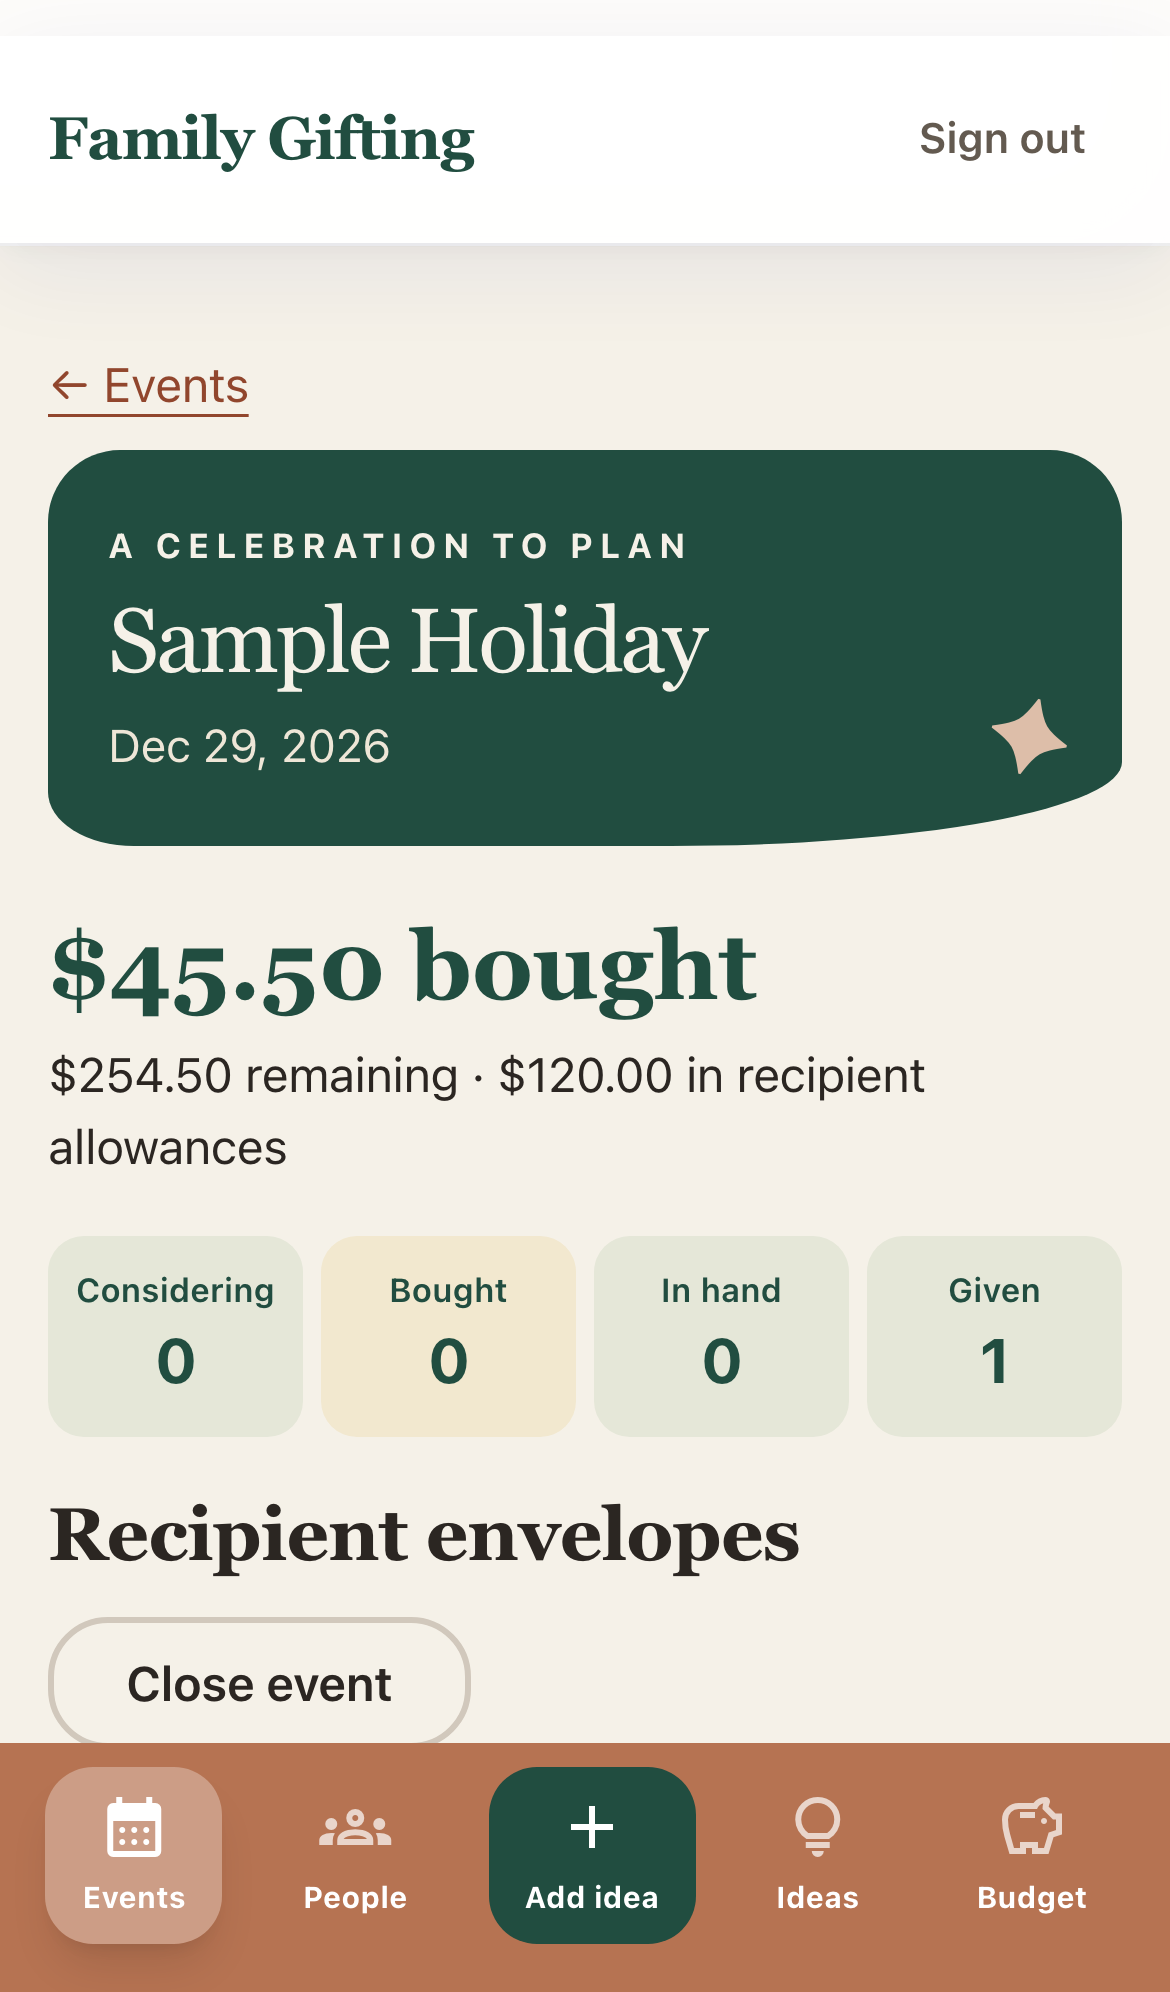 Family Gifting
Sign out
← Events
A CELEBRATION TO PLAN
Sample Holiday
Dec 29, 2026
$45.50 bought
$254.50 remaining · $120.00 in recipient
allowances
Considering
0
Bought
0
In hand
0
Given
1
Recipient envelopes
Close event
Events
People
Add idea
Ideas
Budget